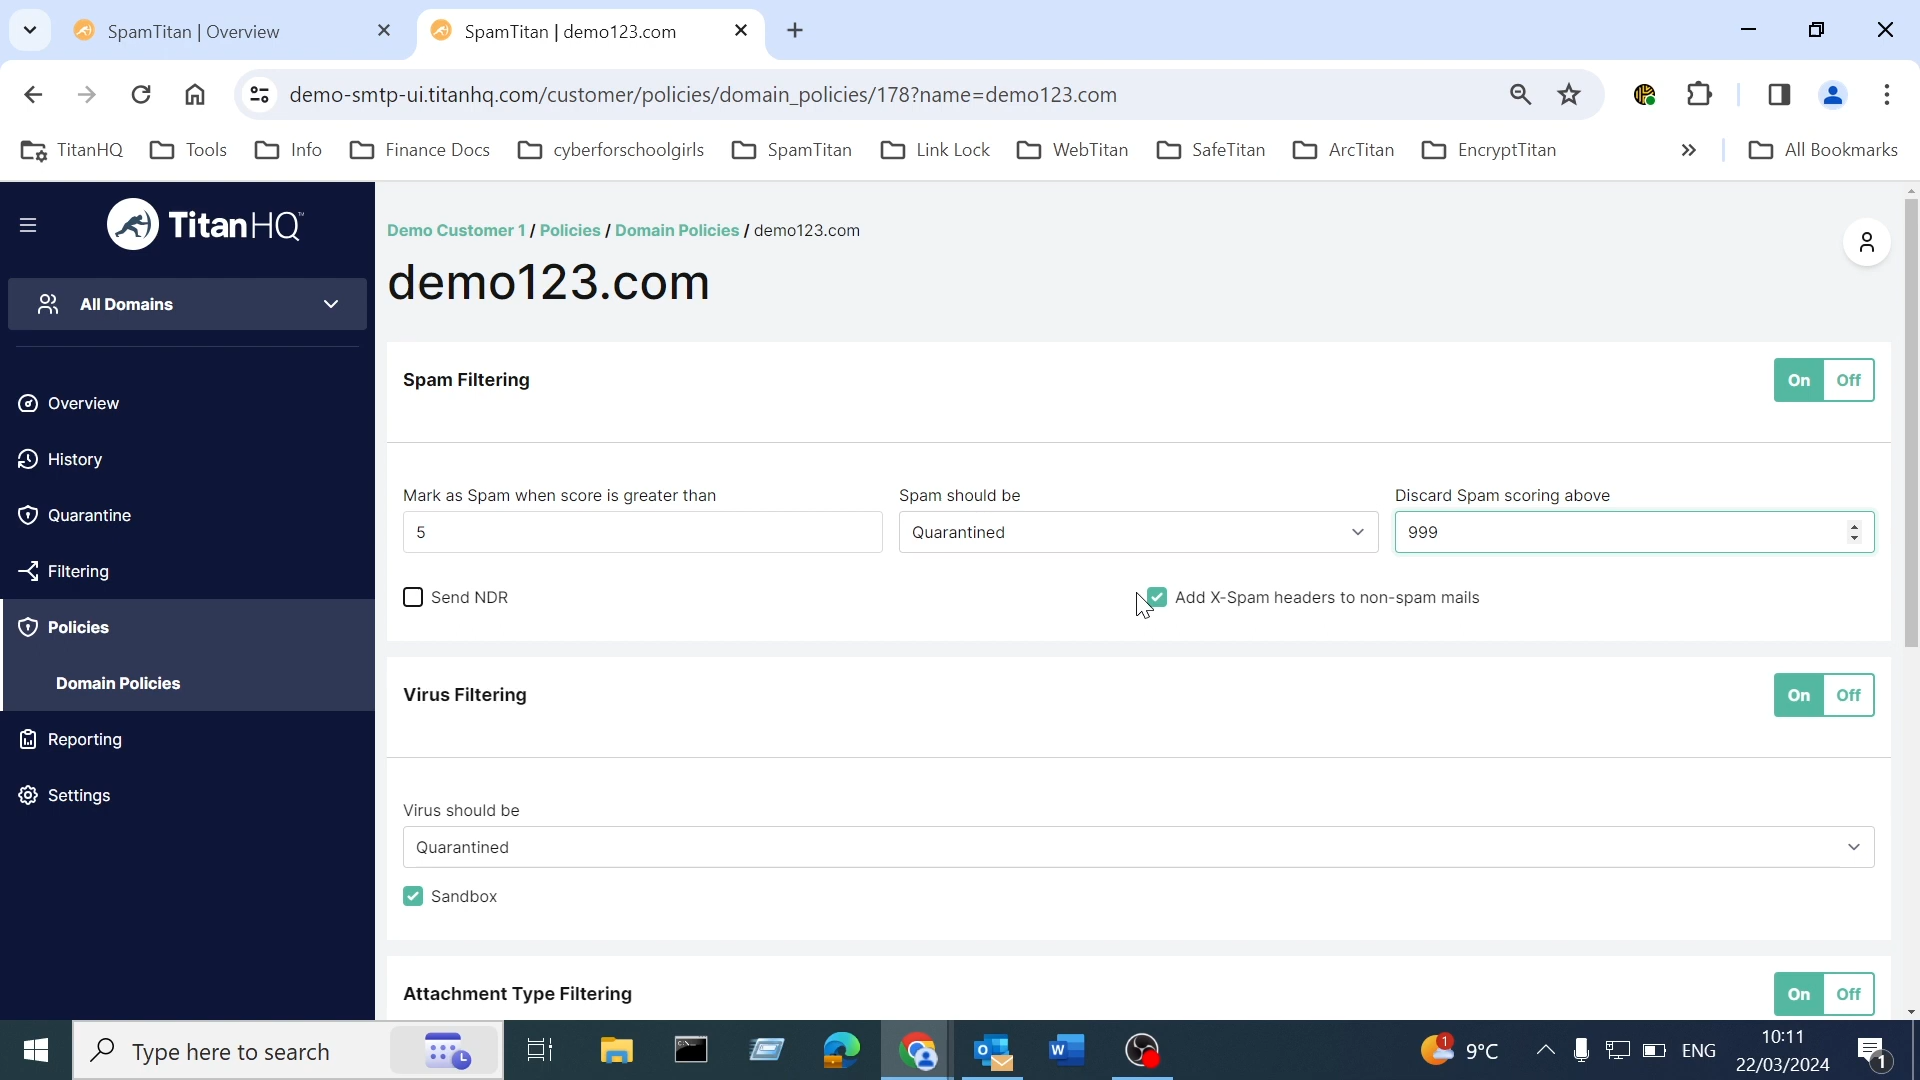 SpamTitan | Overview
SpamTitan | demo123.com
demo-smtp-ui.titanhq.com/customer/policies/domain_policies/178?name=demo123.com
TitanHQ Tools Info Finance Docs cyberforschoolgirls SpamTitan Link Lock WebTitan SafeTitan ArcTitan EncryptTitan » All Bookmarks
TitanHQ™
All Domains
Overview
History
Quarantine
Filtering
Policies
Domain Policies
Reporting
Settings
Demo Customer 1 / Policies / Domain Policies / demo123.com
demo123.com
Spam Filtering
On Off
Mark as Spam when score is greater than
5
Spam should be
Quarantined
Discard Spam scoring above
999
Send NDR
Add X-Spam headers to non-spam mails
Virus Filtering
On Off
Virus should be
Quarantined
Sandbox
Attachment Type Filtering
On Off
Type here to search
1
9°C
ENG
10:11
22/03/2024
1